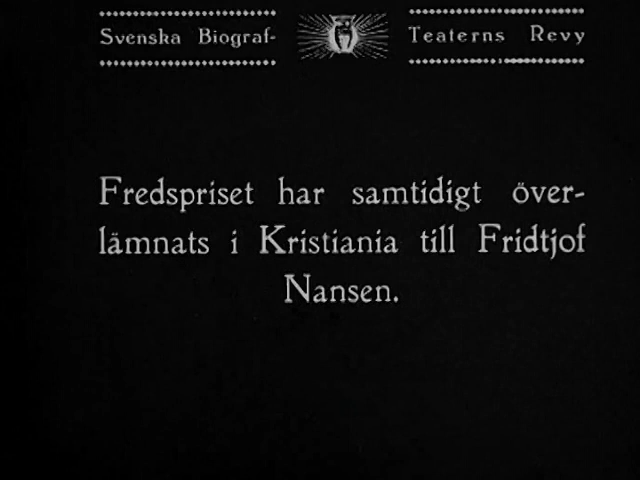 Svenska Biograf- Teaterns Revy
Fredspriset har samtidigt över-
lämnats i Kristiania till Fridtjof
Nansen.